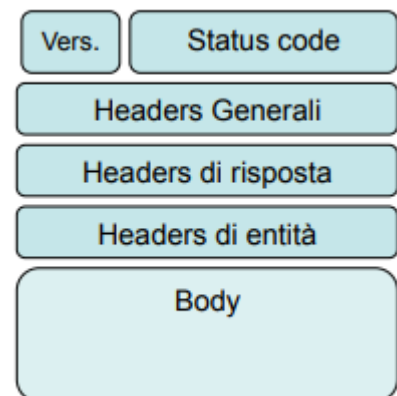 Vers. Status code
Headers Generali
Headers di risposta
Headers di entità
Body